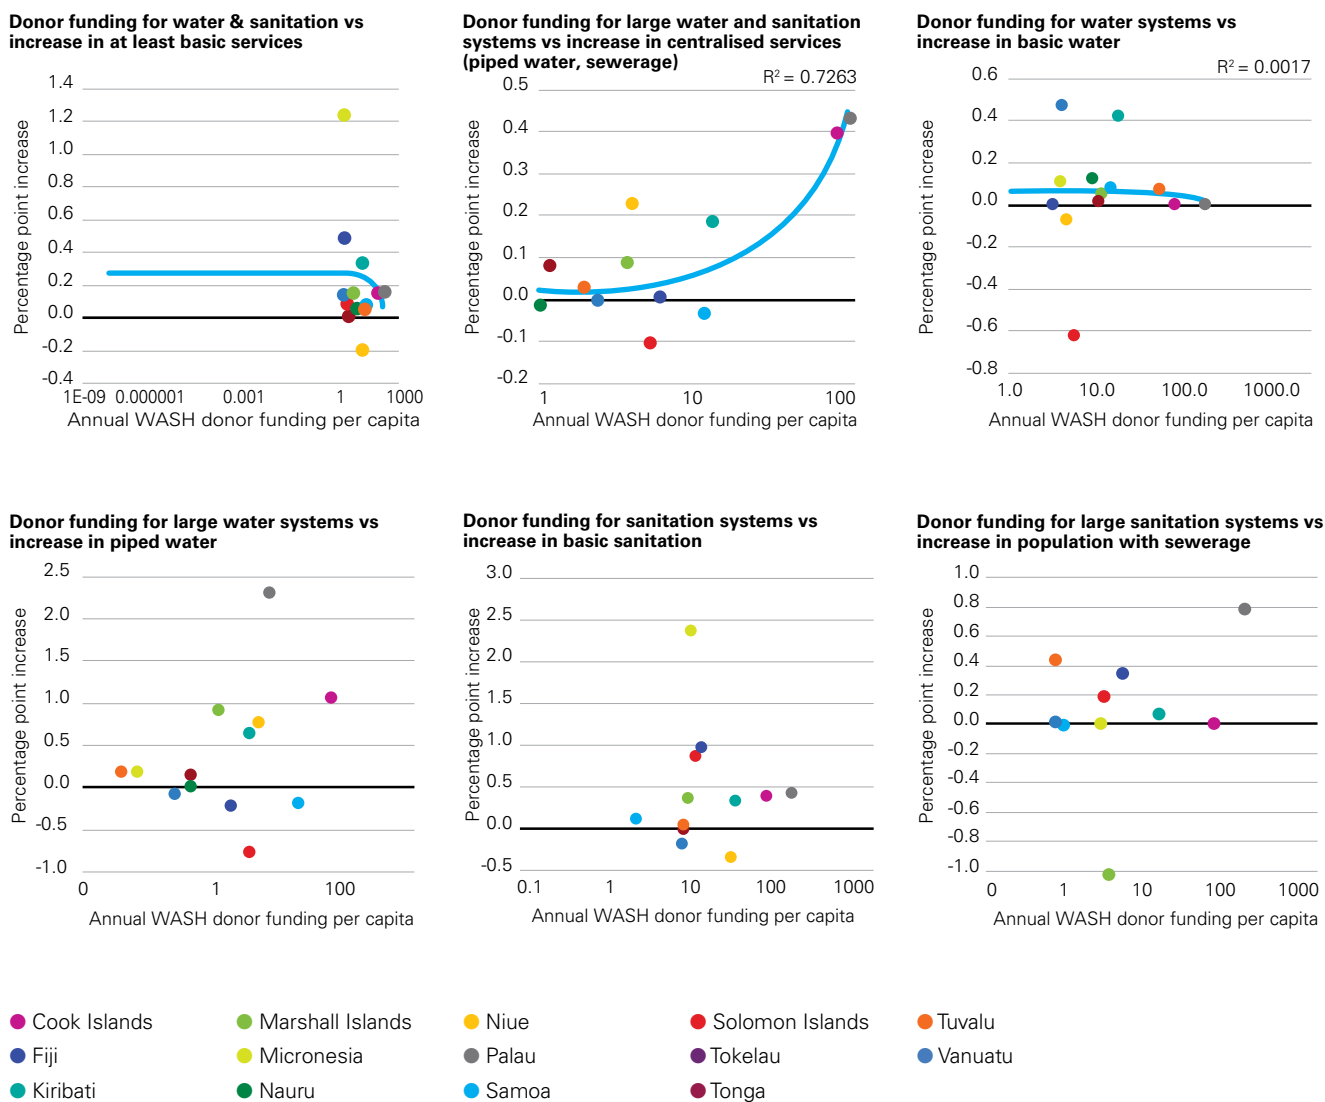 Donor funding for water & sanitation vs
increase in at least basic services
Percentage point increase
1.4
1.2
1.0
0.8
0.6
0.4
0.2
0.0
-0.2
-0.4
1E-09 0.000001 0.001 1 1000
Annual WASH donor funding per capita
Donor funding for large water and sanitation
systems vs increase in centralised services
(piped water, sewerage)
R² = 0.7263
Percentage point increase
0.5
0.4
0.3
0.2
0.1
0.0
-0.1
-0.2
1 10 100
Annual WASH donor funding per capita
Donor funding for water systems vs
increase in basic water
R² = 0.0017
Percentage point increase
0.6
0.4
0.2
0.0
-0.2
-0.4
-0.6
-0.8
1.0 10.0 100.0 1000.0
Annual WASH donor funding per capita
Donor funding for large water systems vs
increase in piped water
Percentage point increase
2.5
2.0
1.5
1.0
0.5
0.0
-0.5
-1.0
0 1 100
Annual WASH donor funding per capita
Donor funding for sanitation systems vs
increase in basic sanitation
Percentage point increase
3.0
2.5
2.0
1.5
1.0
0.5
0.0
-0.5
0.1 1 10 100 1000
Annual WASH donor funding per capita
Donor funding for large sanitation systems vs
increase in population with sewerage
Percentage point increase
1.0
0.8
0.6
0.4
0.2
0.0
-0.2
-0.4
-0.6
-0.8
-1.0
0 1 10 100 1000
Annual WASH donor funding per capita
Cook Islands Marshall Islands Niue Solomon Islands Tuvalu
Fiji Micronesia Palau Tokelau Vanuatu
Kiribati Nauru Samoa Tonga